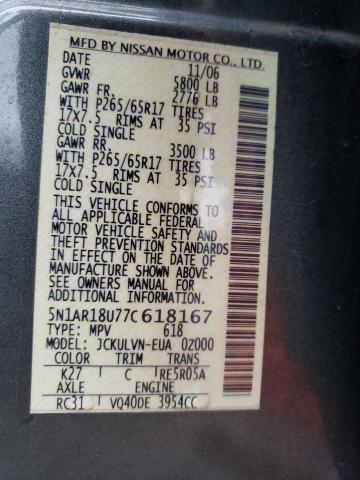 MFD BY NISSAN MOTOR CO., LTD.
DATE 11/06
GVWR 5800 LB
GAWR FR. 2776 LB
WITH P265/65R17 TIRES
17X7.5 RIMS AT 35 PSI
COLD SINGLE
GAWR RR. 3500 LB
WITH P265/65R17 TIRES
17X7.5 RIMS AT 35 PSI
COLD SINGLE
THIS VEHICLE CONFORMS TO
ALL APPLICABLE FEDERAL
MOTOR VEHICLE SAFETY AND
THEFT PREVENTION STANDARDS
IN EFFECT ON THE DATE OF
MANUFACTURE SHOWN ABOVE.
SEE OWNERS MANUAL FOR
ADDITIONAL INFORMATION.
5N1AR18U77C618167
TYPE: MPV 618
MODEL: JCKULVN-EUA 0Z000
COLOR TRIM TRANS
K27 C RE5R05A
AXLE ENGINE
RC31 VQ40DE 3954CC